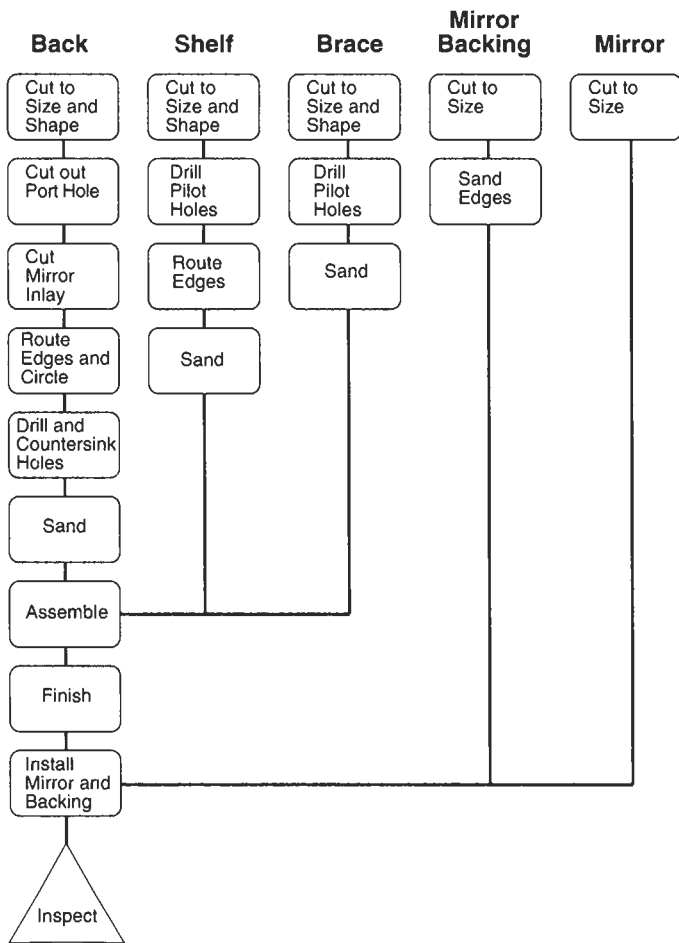 Back
Shelf
Brace
Mirror
Backing
Mirror
Cut to
Size and
Shape
Cut out
Port Hole
Cut
Mirror
Inlay
Route
Edges and
Circle
Drill and
Countersink
Holes
Sand
Assemble
Finish
Install
Mirror and
Backing
Inspect
Cut to
Size and
Shape
Drill
Pilot
Holes
Route
Edges
Sand
Cut to
Size and
Shape
Drill
Pilot
Holes
Sand
Cut to
Size
Sand
Edges
Cut to
Size